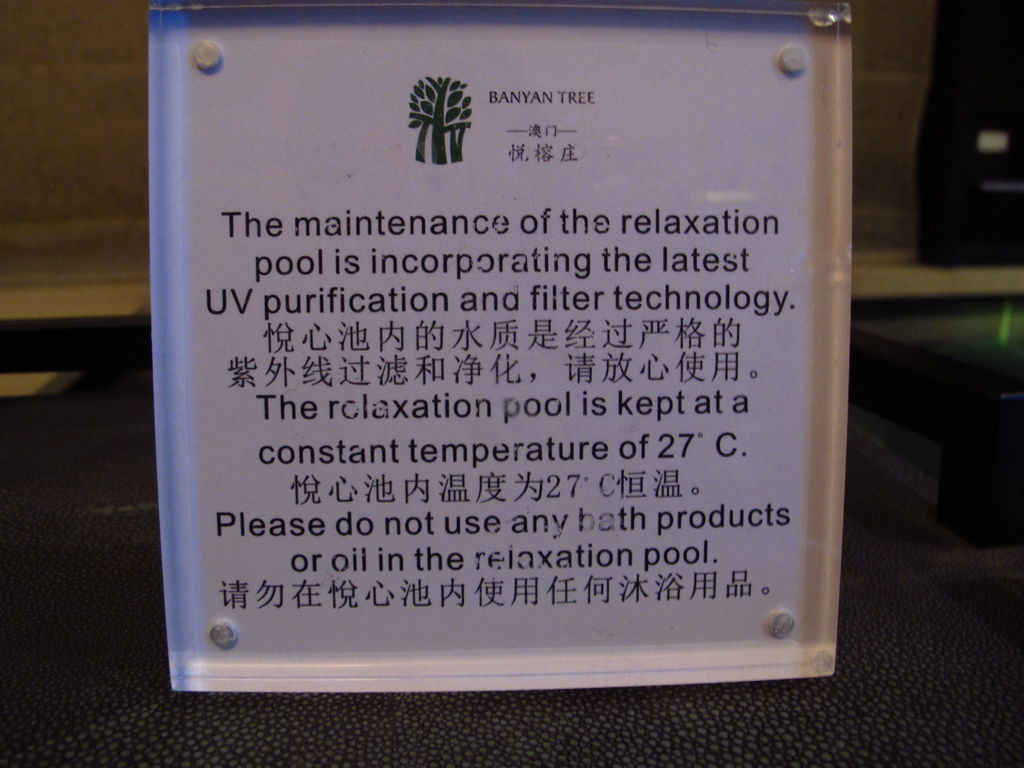 BANYAN TREE
—澳门—
悦榕庄
The maintenance of the relaxation
pool is incorporating the latest
UV purification and filter technology.
悦心池内的水质是经过严格的
紫外线过滤和净化，请放心使用。
The relaxation pool is kept at a
constant temperature of 27° C.
悦心池内温度为27° C恒温。
Please do not use any bath products
or oil in the relaxation pool.
请勿在悦心池内使用任何沐浴用品。